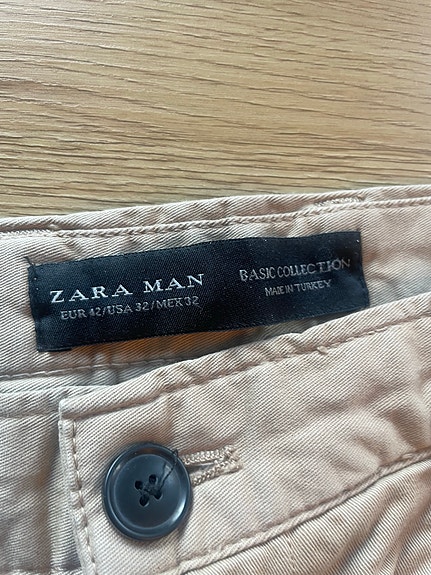 ZARA MAN
EUR 42/USA 32/MEX 32
BASIC COLLECTION
MADE IN TURKEY